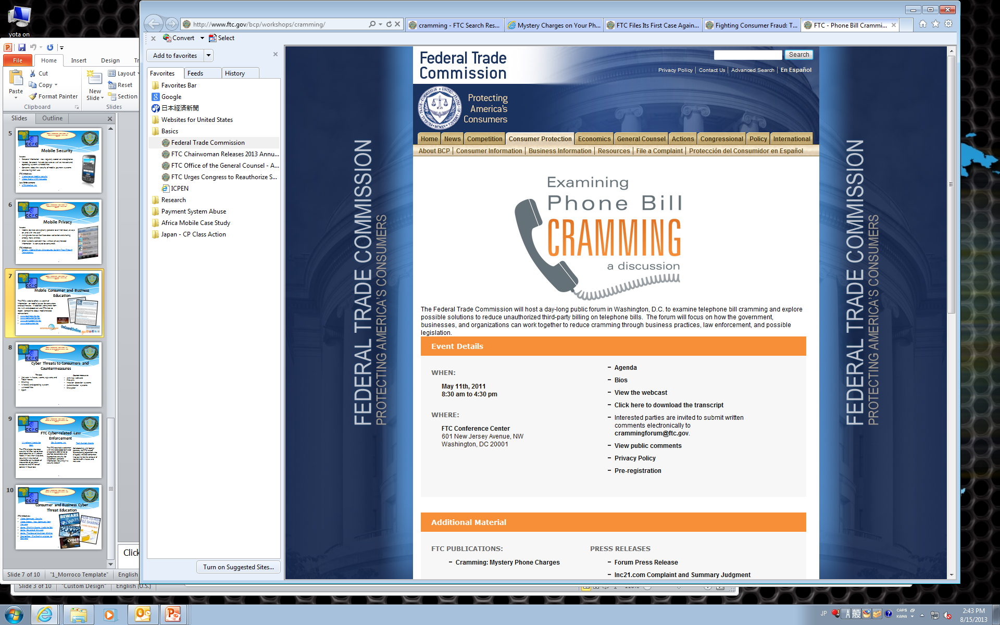 yota on
http://www.ftc.gov/bcp/workshops/cramming/
cramming - FTC Search Res...
Mystery Charges on Your Ph...
FTC Files Its First Case Again...
Fighting Consumer Fraud: T...
FTC - Phone Bill Crammi...
Convert
Select
File
Home
Insert
Design
Tr
Paste
Cut
Copy
Format Painter
Clipboard
New
Slide
Layout
Reset
Section
Slides
Slides
Outline
5
Mobile Security
6
Mobile Privacy
7
Mobile Consumer and Business
Education
8
Cyber Threats to Consumers and
Countermeasures
9
FTC Cyber-related Law
Enforcement
10
Consumer and Business Cyber
Threat Education
Click
Slide 7 of 10
"1_Morroco Template"
English
Slide 3 of 10
"Custom Design"
English (U.S.)
Add to favorites
Favorites
Feeds
History
Favorites Bar
Google
日本経済新聞
Websites for United States
Basics
Federal Trade Commission
FTC Chairwoman Releases 2013 Annu...
FTC Office of the General Counsel - A...
FTC Urges Congress to Reauthorize S...
ICPEN
Research
Payment System Abuse
Africa Mobile Case Study
Japan - CP Class Action
Turn on Suggested Sites...
FEDERAL TRADE COMMISSION
PROTECTING AMERICA'S CONSUMERS
Federal Trade
Commission
Search
Privacy Policy | Contact Us | Advanced Search | En Español
Protecting
America's
Consumers
Home
News
Competition
Consumer Protection
Economics
General Counsel
Actions
Congressional
Policy
International
About BCP | Consumer Information | Business Information | Resources | File a Complaint | Protección del Consumidor en Español
Examining
Phone Bill
CRAMMING
a discussion
The Federal Trade Commission will host a day-long public forum in Washington, D.C. to examine telephone bill cramming and explore
possible solutions to reduce unauthorized third-party billing on telephone bills. The forum will focus on how the government,
businesses, and organizations can work together to reduce cramming through business practices, law enforcement, and possible
legislation.
Event Details
WHEN:
May 11th, 2011
8:30 am to 4:30 pm
WHERE:
FTC Conference Center
601 New Jersey Avenue, NW
Washington, DC 20001
- Agenda
- Bios
- View the webcast
- Click here to download the transcript
- Interested parties are invited to submit written
comments electronically to
crammingforum@ftc.gov.
- View public comments
- Privacy Policy
- Pre-registration
Additional Material
FTC PUBLICATIONS:
- Cramming: Mystery Phone Charges
PRESS RELEASES
- Forum Press Release
- Inc21.com Complaint and Summary Judgment
FEDERAL TRADE COMMISSION
PROTECTING AMERICA'S CONSUMERS
JP
A
般
CAPS
KANA
2:43 PM
8/15/2013